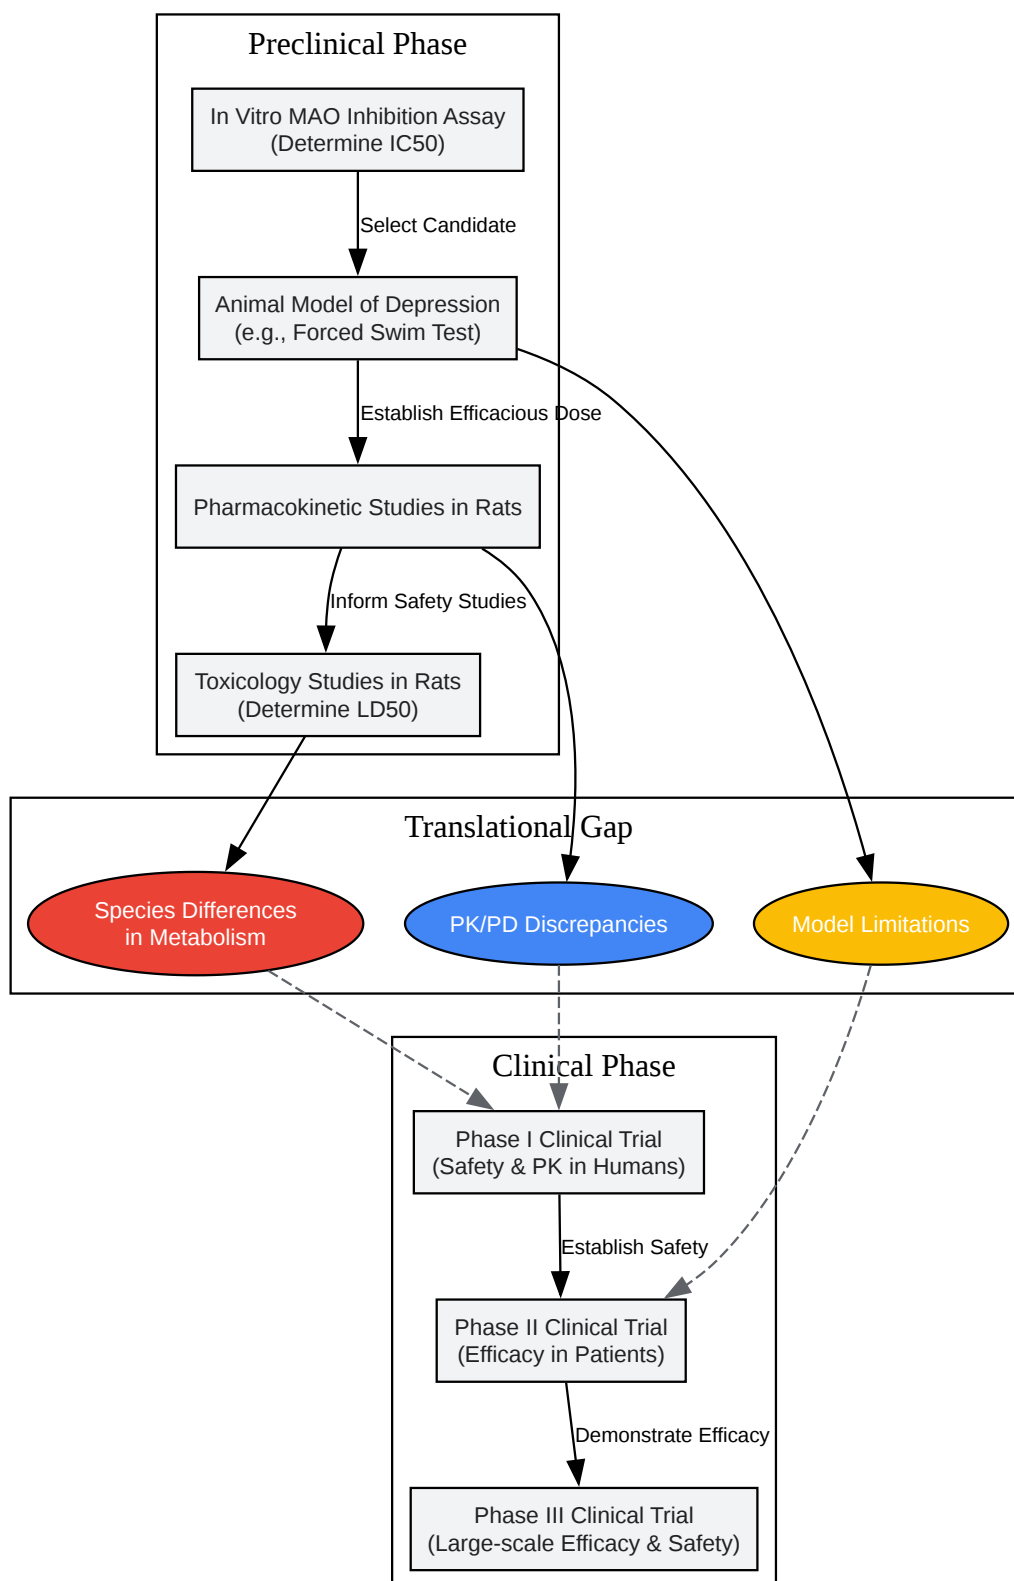 Preclinical Phase
In Vitro MAO Inhibition Assay
(Determine IC50)
Select Candidate
Animal Model of Depression
(e.g., Forced Swim Test)
Establish Efficacious Dose
Pharmacokinetic Studies in Rats
Inform Safety Studies
Toxicology Studies in Rats
(Determine LD50)
Translational Gap
Species Differences
in Metabolism
PK/PD Discrepancies
Model Limitations
Clinical Phase
Phase I Clinical Trial
(Safety & PK in Humans)
Establish Safety
Phase II Clinical Trial
(Efficacy in Patients)
Demonstrate Efficacy
Phase III Clinical Trial
(Large-scale Efficacy & Safety)